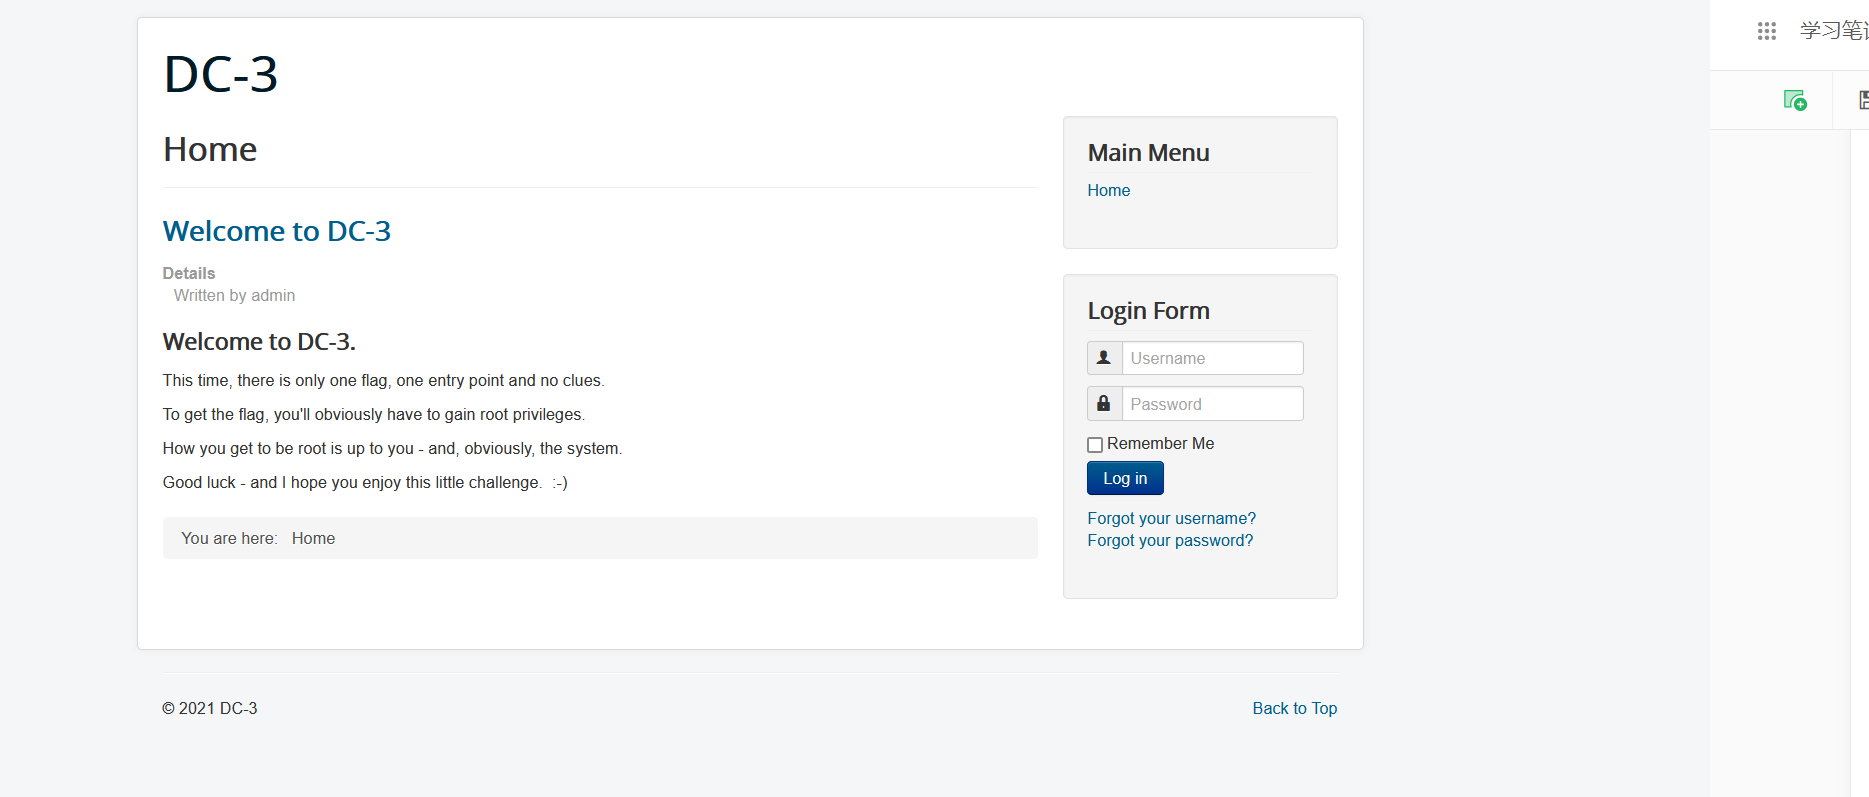 DC-3
Home
Welcome to DC-3
Details
Written by admin
Welcome to DC-3.
This time, there is only one flag, one entry point and no clues.
To get the flag, you'll obviously have to gain root privileges.
How you get to be root is up to you - and, obviously, the system.
Good luck - and I hope you enjoy this little challenge.  :-)
You are here:   Home
Main Menu
Home
Login Form
Username
Password
Remember Me
Log in
Forgot your username?
Forgot your password?
© 2021 DC-3
Back to Top
学习笔